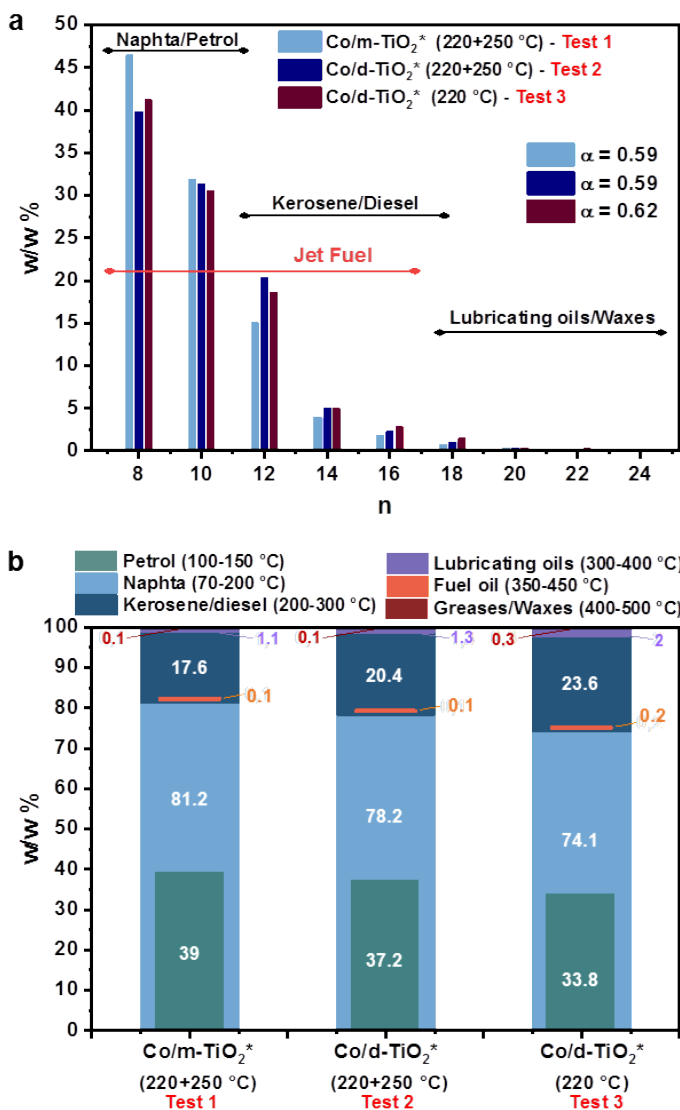 a
Naphta/Petrol
Co/m-TiO₂* (220+250 °C) - Test 1
Co/d-TiO₂* (220+250 °C) - Test 2
Co/d-TiO₂* (220 °C) - Test 3
α = 0.59
α = 0.59
α = 0.62
Kerosene/Diesel
Jet Fuel
Lubricating oils/Waxes
w/w %
50
45
40
35
30
25
20
15
10
5
0
8 10 12 14 16 18 20 22 24
n
b
Petrol (100-150 °C)
Naphta (70-200 °C)
Kerosene/diesel (200-300 °C)
Lubricating oils (300-400 °C)
Fuel oil (350-450 °C)
Greases/Waxes (400-500 °C)
w/w %
100
90
80
70
60
50
40
30
20
10
0
0.1 1.1 0.1 1.3 0.3 2
17.6 20.4 23.6
0.1 0.1 0.2
81.2 78.2 74.1
39 37.2 33.8
Co/m-TiO₂* Co/d-TiO₂* Co/d-TiO₂*
(220+250 °C) (220+250 °C) (220 °C)
Test 1 Test 2 Test 3